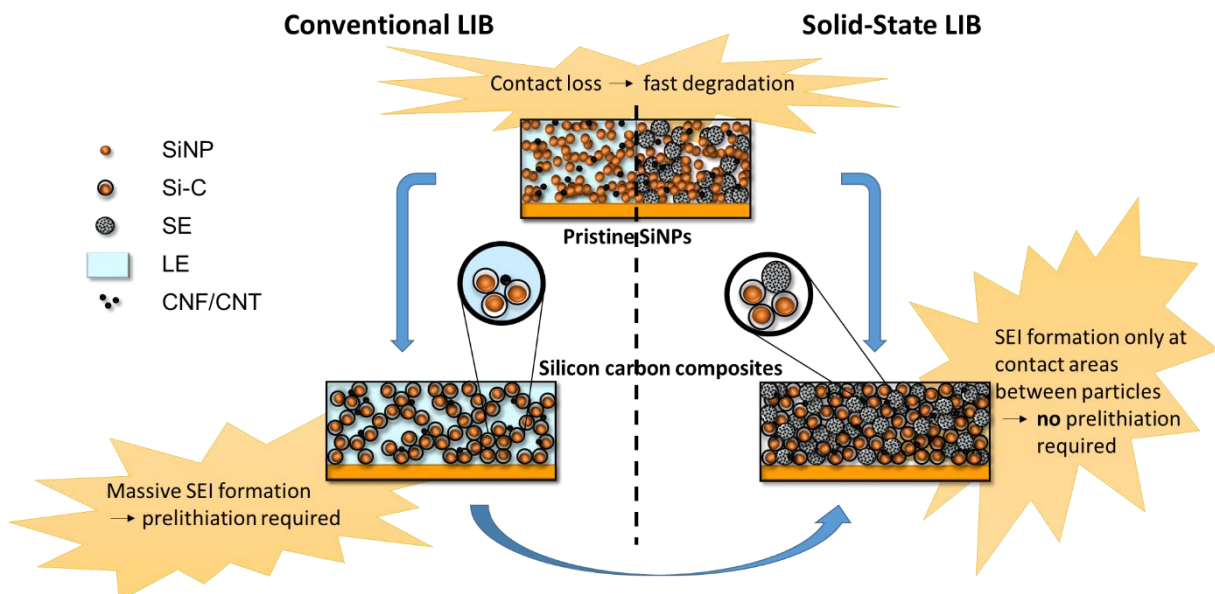 Conventional LIB
Solid-State LIB
Contact loss → fast degradation
SiNP
Si-C
SE
LE
CNF/CNT
Pristine SiNPs
Silicon carbon composites
SEI formation only at
contact areas
between particles
→ no prelithiation
required
Massive SEI formation
→ prelithiation required